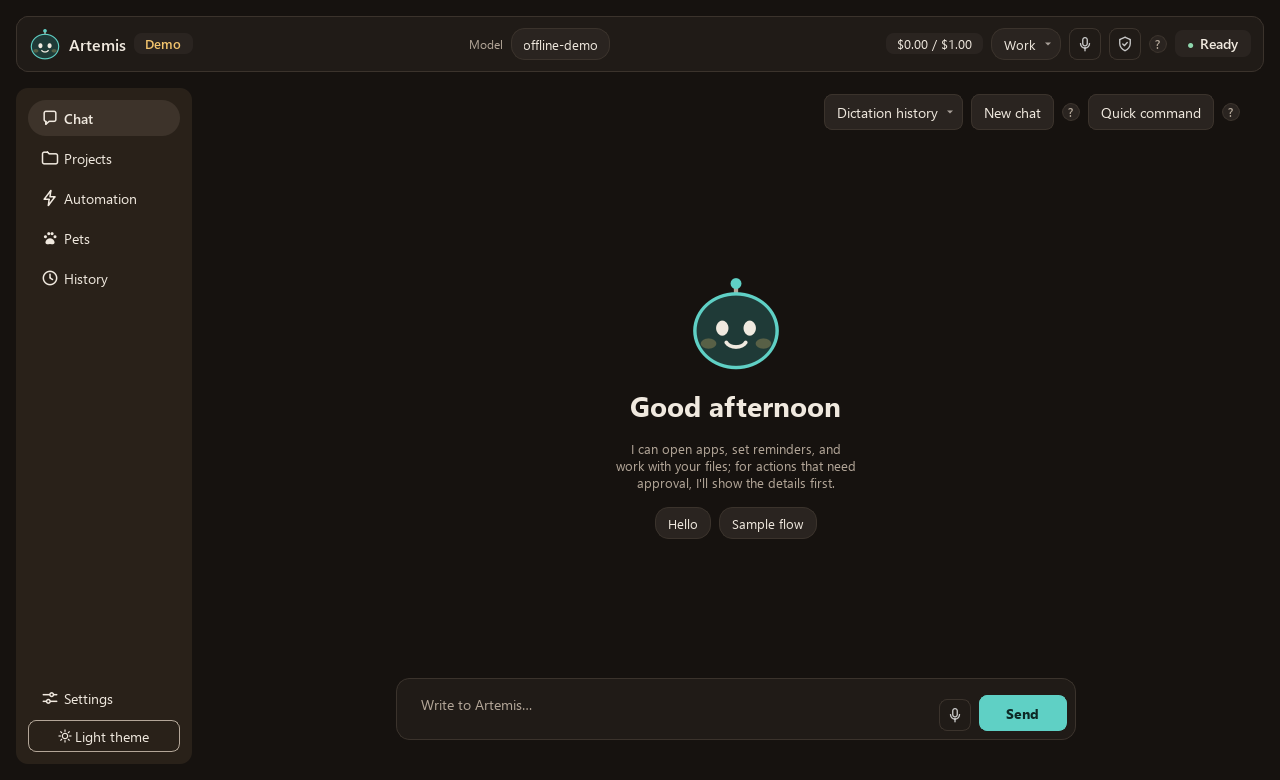 Artemis
Demo
Model
offline-demo
$0.00 / $1.00
Work
?
Ready
Chat
Projects
Automation
Pets
History
Settings
Light theme
Dictation history
New chat
?
Quick command
?
Good afternoon
I can open apps, set reminders, and
work with your files; for actions that need
approval, I'll show the details first.
Hello
Sample flow
Write to Artemis...
Send